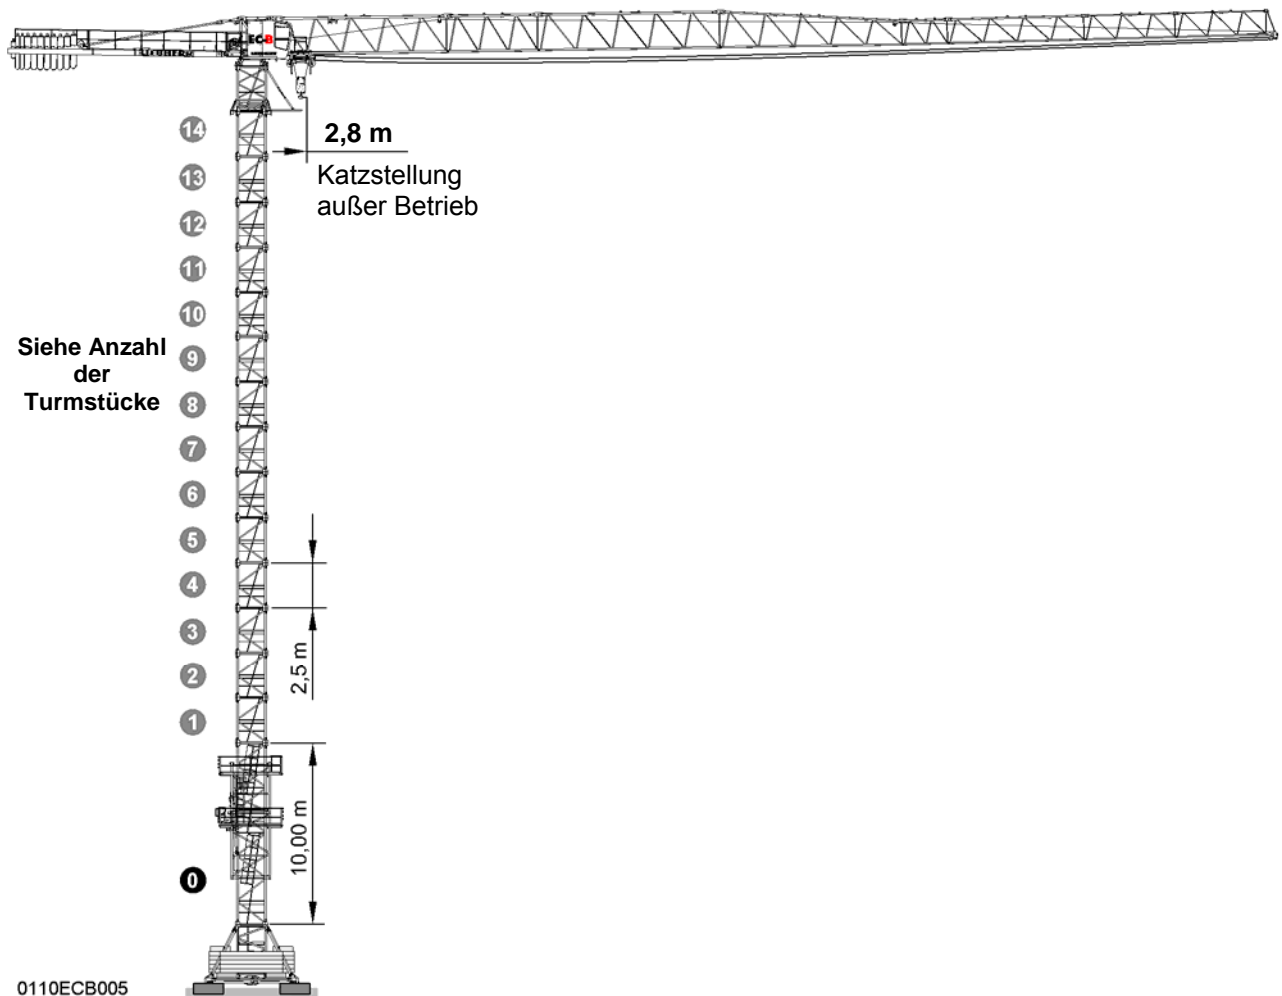 ECB
14
2,8 m
Katzstellung
außer Betrieb
13
12
11
10
Siehe Anzahl
der
Turmstücke
9
8
7
6
5
4
3
2,5 m
2
1
10,00 m
0
0110ECB005